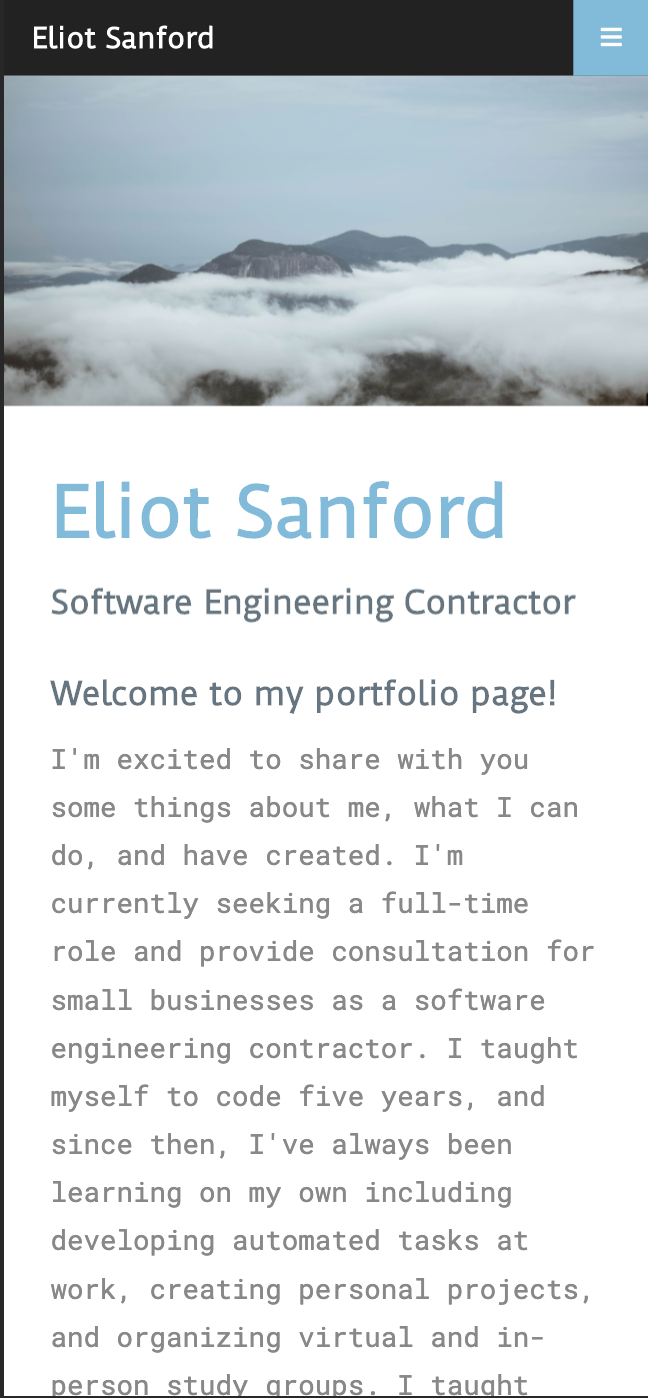 Eliot Sanford
Eliot Sanford
Software Engineering Contractor
Welcome to my portfolio page!
I'm excited to share with you
some things about me, what I can
do, and have created. I'm
currently seeking a full-time
role and provide consultation for
small businesses as a software
engineering contractor. I taught
myself to code five years, and
since then, I've always been
learning on my own including
developing automated tasks at
work, creating personal projects,
and organizing virtual and in-
person study groups. I taught